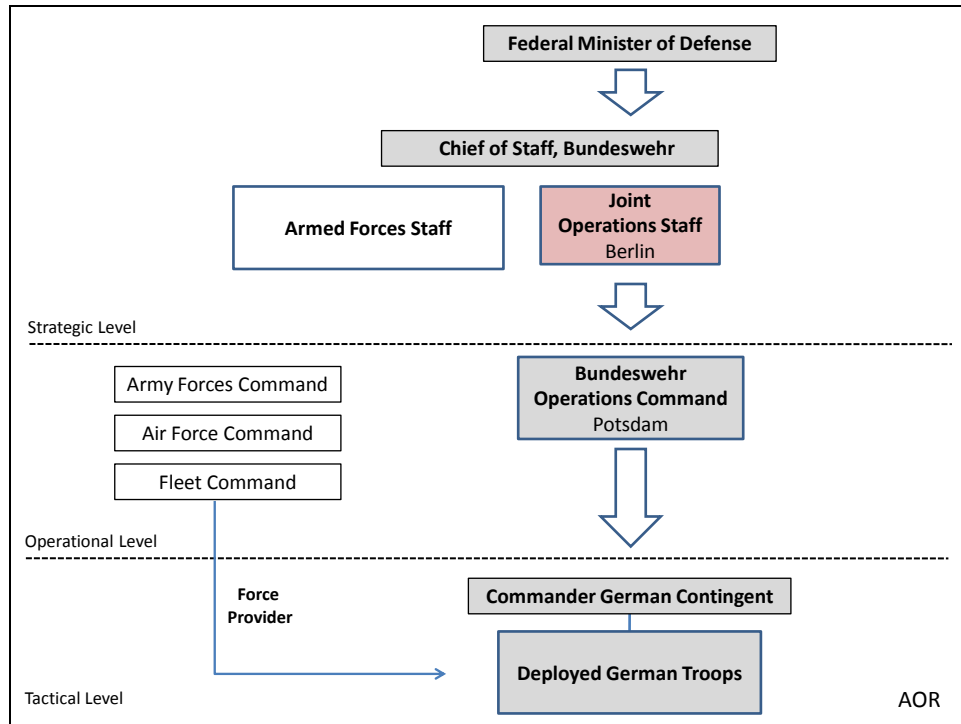 Federal Minister of Defense
Chief of Staff, Bundeswehr
Armed Forces Staff
Joint
Operations Staff
Berlin
Strategic Level
Army Forces Command
Air Force Command
Fleet Command
Bundeswehr
Operations Command
Potsdam
Operational Level
Force
Provider
Commander German Contingent
Deployed German Troops
Tactical Level
AOR